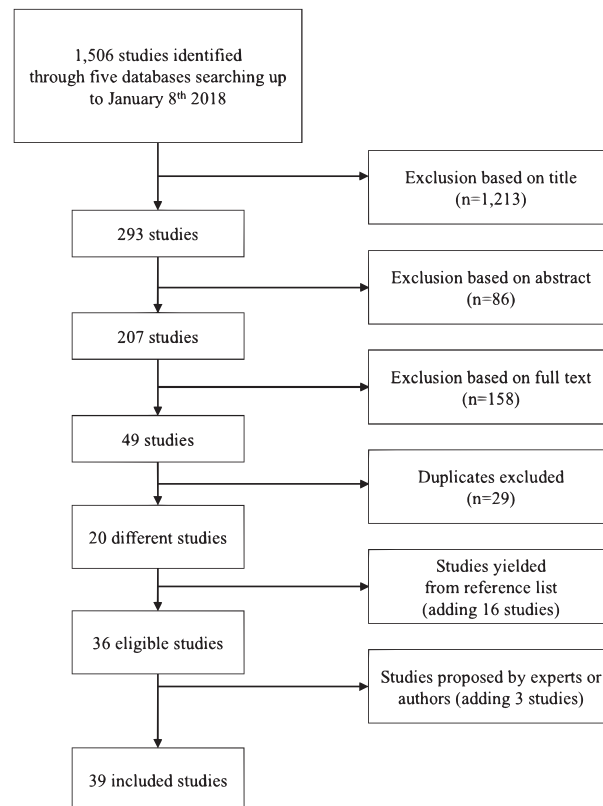 1,506 studies identified
through five databases searching up
to January 8th 2018
Exclusion based on title
(n=1,213)
293 studies
Exclusion based on abstract
(n=86)
207 studies
Exclusion based on full text
(n=158)
49 studies
Duplicates excluded
(n=29)
20 different studies
Studies yielded
from reference list
(adding 16 studies)
36 eligible studies
Studies proposed by experts or
authors (adding 3 studies)
39 included studies